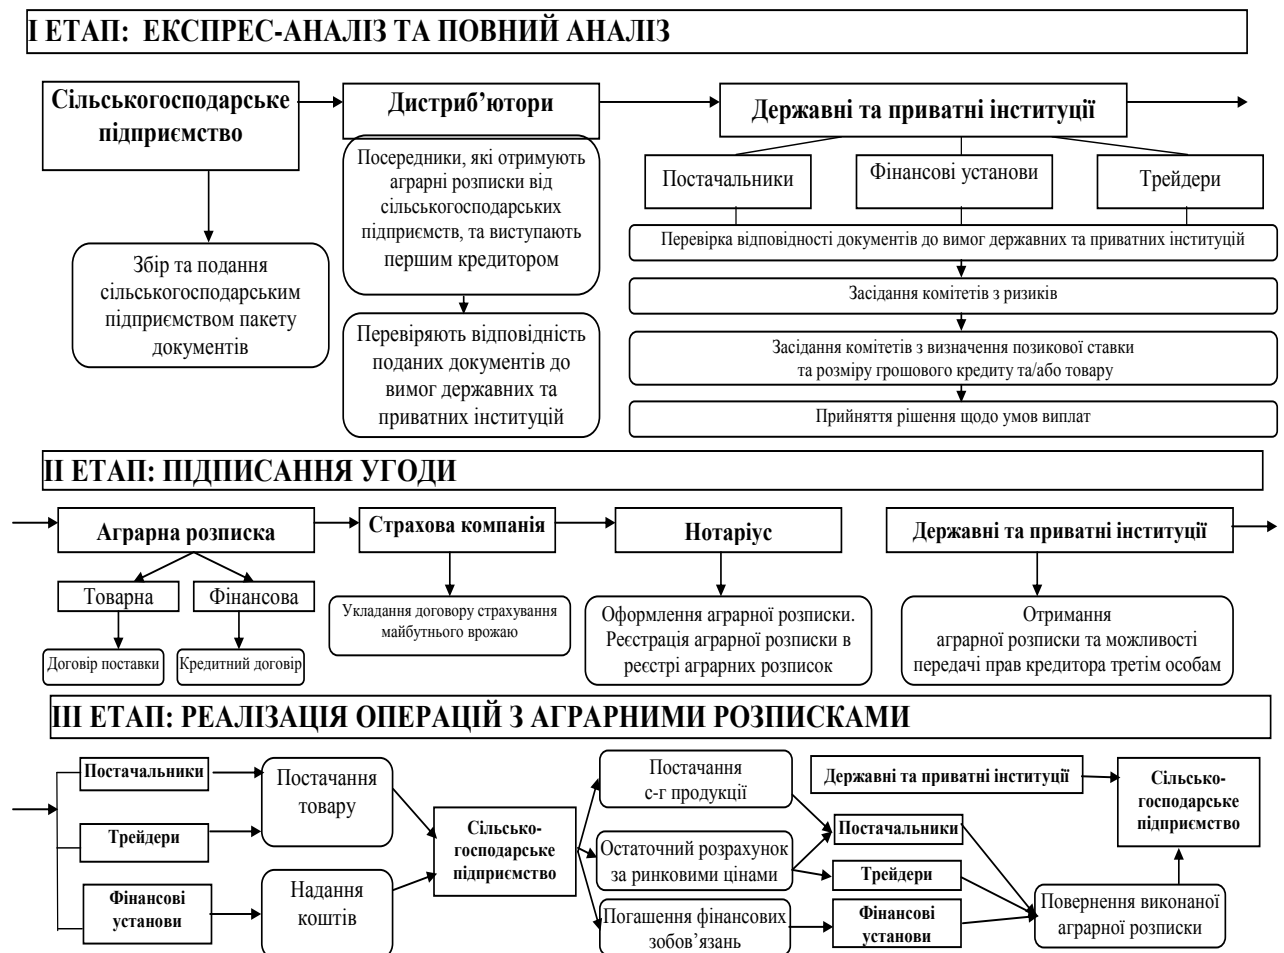 І ЕТАП: ЕКСПРЕС-АНАЛІЗ ТА ПОВНИЙ АНАЛІЗ
Сільськогосподарське
підприємство
Дистриб’ютори
Державні та приватні інституції
Збір та подання
сільськогосподарським
підприємством пакету
документів
Посередники, які отримують
аграрні розписки від
сільськогосподарських
підприємств, та виступають
першим кредитором
Перевіряють відповідність
поданих документів до
вимог державних та
приватних інституцій
Постачальники
Фінансові установи
Трейдери
Перевірка відповідності документів до вимог державних та приватних інституцій
Засідання комітетів з ризиків
Засідання комітетів з визначення позикової ставки
та розміру грошового кредиту та/або товару
Прийняття рішення щодо умов виплат
ІІ ЕТАП: ПІДПИСАННЯ УГОДИ
Аграрна розписка
Страхова компанія
Нотаріус
Державні та приватні інституції
Товарна
Фінансова
Договір поставки
Кредитний договір
Укладання договору страхування
майбутнього врожаю
Оформлення аграрної розписки.
Реєстрація аграрної розписки в
реєстрі аграрних розписок
Отримання
аграрної розписки та можливості
передачі прав кредитора третім особам
ІІІ ЕТАП: РЕАЛІЗАЦІЯ ОПЕРАЦІЙ З АГРАРНИМИ РОЗПИСКАМИ
Постачальники
Трейдери
Фінансові
установи
Постачання
товару
Надання
коштів
Сільсько-
господарське
підприємство
Постачання
с-г продукції
Остаточний розрахунок
за ринковими цінами
Погашення фінансових
зобов’язань
Державні та приватні інституції
Постачальники
Трейдери
Фінансові
установи
Сільсько-
господарське
підприємство
Повернення виконаної
аграрної розписки